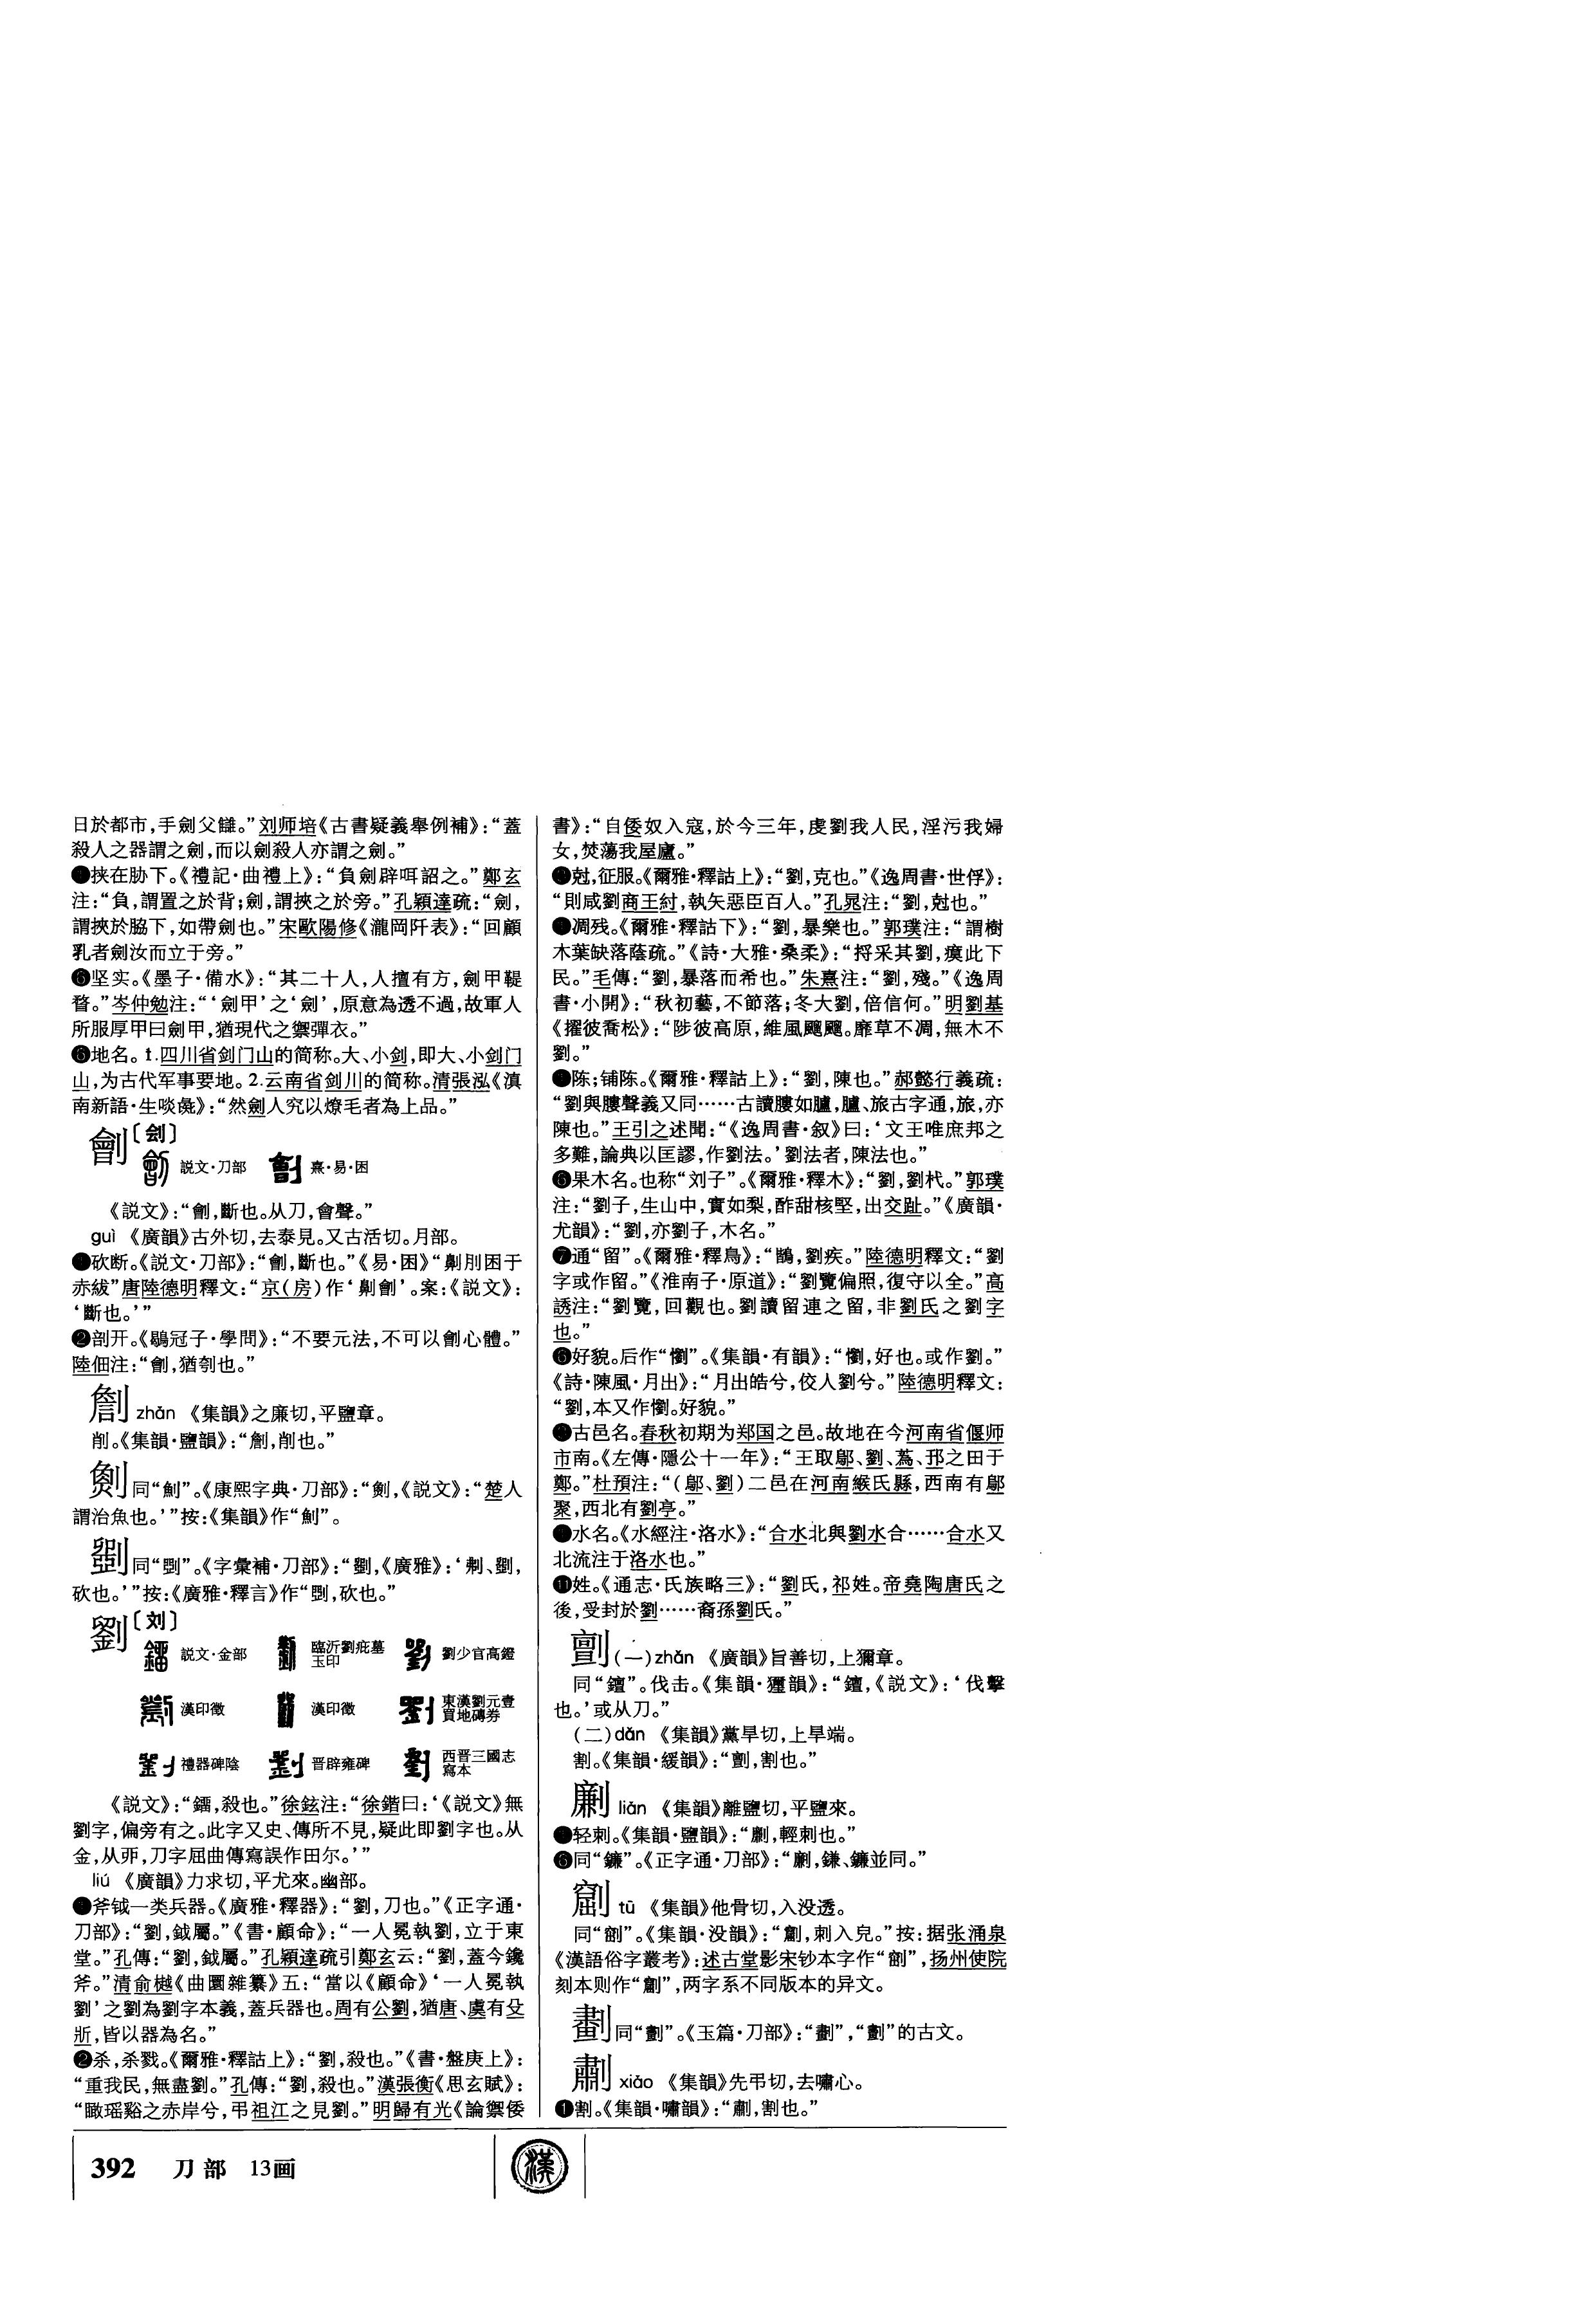 日於都市,手劍父讎。”刘师培《古書疑義舉例補》:“蓋
殺人之器謂之劍,而以劍殺人亦謂之劍。”
❹挟在胁下。《禮記·曲禮上》:“負劍辟咡詔之。”鄭玄
注:“負,謂置之於背;劍,謂挾之於旁。”孔穎達疏:“劍,
謂挾於脇下,如帶劍也。”宋歐陽修《瀧岡阡表》:“回顧
乳者劍汝而立于旁。”
❺坚实。《墨子·備水》:“其二十人,人擅有方,劍甲鞮
瞀。”岑仲勉注:“‘劍甲’之‘劍’,原意為透不過,故軍人
所服厚甲曰劍甲,猶現代之禦彈衣。”
❻地名。1.四川省剑门山的简称。大、小剑,即大、小剑门
山,为古代军事要地。2.云南省剑川的简称。清張泓《滇
南新語·生啖彘》:“然劍人究以燎毛者為上品。”
劊〔刽〕
説文·刀部 熹·易·困
《説文》:“劊,斷也。从刀,會聲。”
guì 《廣韻》古外切,去泰見。又古活切。月部。
❶砍断。《説文·刀部》:“劊,斷也。”《易·困》“劓刖困于
赤紱”唐陸德明釋文:“京(房)作‘劓劊’。案:《説文》:
‘斷也。’”
❷剖开。《鶡冠子·學問》:“不要元法,不可以劊心體。”
陸佃注:“劊,猶刳也。”
㔊 zhān 《集韻》之廉切,平鹽章。
削。《集韻·鹽韻》:“㔊,削也。”
同“魝”。《康熙字典·刀部》:“劍,《説文》:“楚人
謂治魚也。’”按:《集韻》作“魝”。
同“㓸”。《字彙補·刀部》:“劉,《廣雅》:‘刜、劉,
砍也。’”按:《廣雅·釋言》作“㓸,砍也。”
劉〔刘〕
説文·金部 臨沂劉疵墓玉印 劉少官高鐙
漢印徵 漢印徵 東漢劉元壹買地磚券
禮器碑陰 晋辟雍碑 西晋三國志寫本
《説文》:“鎦,殺也。”徐鉉注:“徐鍇曰:‘《説文》無
劉字,偏旁有之。此字又史、傳所不見,疑此即劉字也。从
金,从丣,刀字屈曲傳寫誤作田尔。’”
liú 《廣韻》力求切,平尤來。幽部。
❶斧钺一类兵器。《廣雅·釋器》:“劉,刀也。”《正字通·
刀部》:“劉,鉞屬。”《書·顧命》:“一人冕執劉,立于東
堂。”孔傳:“劉,鉞屬。”孔穎達疏引鄭玄云:“劉,蓋今鑱
斧。”清俞樾《曲園雜纂》五:“當以《顧命》‘一人冕執
劉’之劉為劉字本義,蓋兵器也。周有公劉,猶唐、虞有殳
斨,皆以器為名。”
❷杀,杀戮。《爾雅·釋詁上》:“劉,殺也。”《書·盤庚上》:
“重我民,無盡劉。”孔傳:“劉,殺也。”漢張衡《思玄賦》:
“瞰瑶谿之赤岸兮,弔祖江之見劉。”明歸有光《論禦倭
書》:“自倭奴入寇,於今三年,虔劉我人民,淫污我婦
女,焚蕩我屋廬。”
❸尅,征服。《爾雅·釋詁上》:“劉,克也。”《逸周書·世俘》:
“則咸劉商王紂,執矢惡臣百人。”孔晁注:“劉,尅也。”
❹凋残。《爾雅·釋詁下》:“劉,暴樂也。”郭璞注:“謂樹
木葉缺落蔭疏。”《詩·大雅·桑柔》:“捋采其劉,瘼此下
民。”毛傳:“劉,暴落而希也。”朱熹注:“劉,殘。”《逸周
書·小開》:“秋初藝,不節落;冬大劉,倍信何。”明劉基
《擢彼喬松》:“陟彼高原,維風颸颸。靡草不凋,無木不
劉。”
❺陈;铺陈。《爾雅·釋詁上》:“劉,陳也。”郝懿行義疏:
“劉與膢聲義又同……古讀膢如臚,臚、旅古字通,旅,亦
陳也。”王引之述聞:“《逸周書·叙》曰:‘文王唯庶邦之
多難,論典以匡謬,作劉法。’劉法者,陳法也。”
❻果木名。也称“刘子”。《爾雅·釋木》:“劉,劉杙。”郭璞
注:“劉子,生山中,實如梨,酢甜核堅,出交趾。”《廣韻·
尤韻》:“劉,亦劉子,木名。”
❼通“留”。《爾雅·釋鳥》:“鶹,劉疾。”陸德明釋文:“劉
字或作留。”《淮南子·原道》:“劉覽偏照,復守以全。”高
誘注:“劉覽,回觀也。劉讀留連之留,非劉氏之劉字
也。”
❽好貌。后作“懰”。《集韻·有韻》:“懰,好也。或作劉。”
《詩·陳風·月出》:“月出皓兮,佼人劉兮。”陸德明釋文:
“劉,本又作懰。好貌。”
❾古邑名。春秋初期为郑国之邑。故地在今河南省偃师
市南。《左傳·隱公十一年》:“王取鄔、劉、蔿、邘之田于
鄭。”杜預注:“(鄔、劉)二邑在河南緱氏縣,西南有鄔
聚,西北有劉亭。”
❿水名。《水經注·洛水》:“合水北與劉水合……合水又
北流注于洛水也。”
⓫姓。《通志·氏族略三》:“劉氏,祁姓。帝堯陶唐氏之
後,受封於劉……裔孫劉氏。”
(一)zhǎn 《廣韻》旨善切,上獮章。
同“䥣”。伐击。《集韻·獮韻》:“䥣,《説文》:‘伐擊
也。’或从刀。”
(二)dǎn 《集韻》黨旱切,上旱端。
割。《集韻·緩韻》:“㔊,割也。”
劆 lián 《集韻》離鹽切,平鹽來。
❶轻刺。《集韻·鹽韻》:“劆,輕刺也。”
❷同“鐮”。《正字通·刀部》:“劆,鎌、鐮並同。”
tū 《集韻》他骨切,入没透。
同“㓮”。《集韻·没韻》:“,刺入皃。”按:据张涌泉
《漢語俗字叢考》:述古堂影宋钞本字作“㓮”,扬州使院
刻本则作“”,两字系不同版本的异文。
同“劃”。《玉篇·刀部》:“”,“劃”的古文。
xiào 《集韻》先弔切,去嘯心。
❶割。《集韻·嘯韻》:“,割也。”
392 刀部 13画
漢